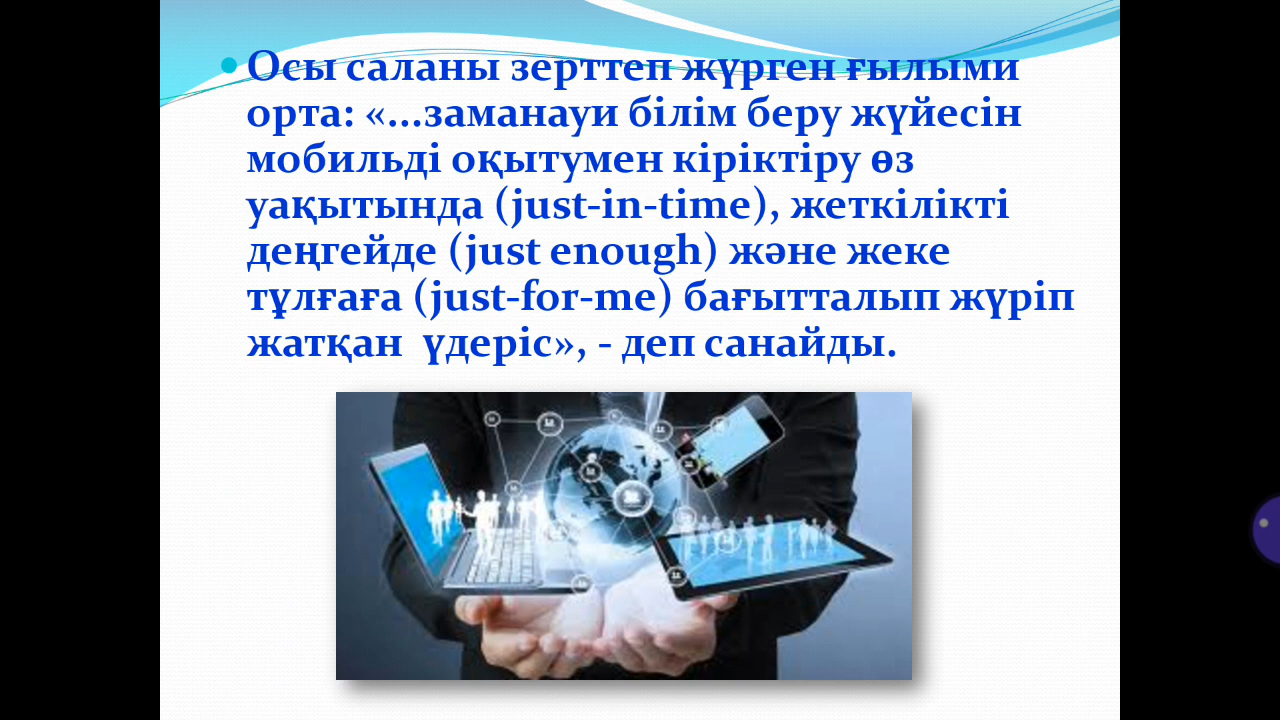 • Осы саланы зерттеп жүрген ғылыми
орта: «...заманауи білім беру жүйесін
мобильді оқытумен кіріктіру өз
уақытында (just-in-time), жеткілікті
деңгейде (just enough) және жеке
тұлғаға (just-for-me) бағытталып жүріп
жатқан  үдеріс», - деп санайды.